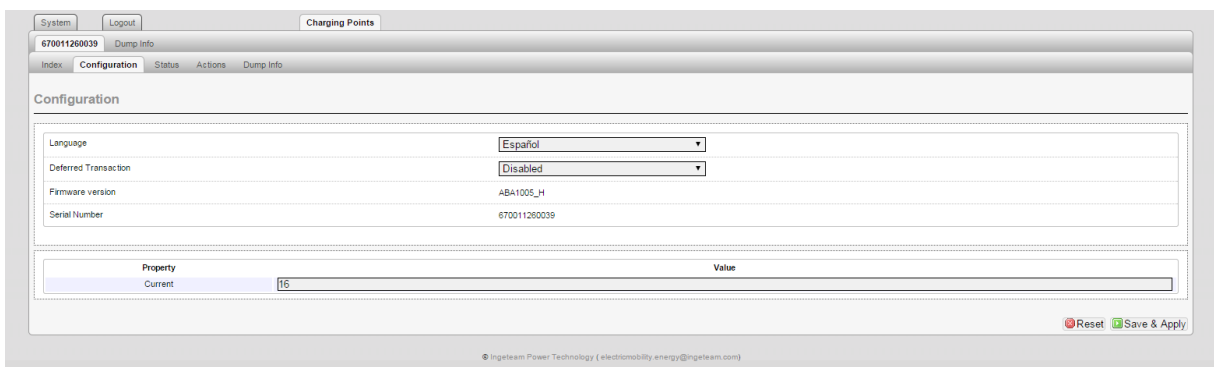 System Logout Charging Points
670011260039 Dump Info
Index Configuration Status Actions Dump Info
Configuration
Language Español
Deferred Transaction Disabled
Firmware version ABA1005_H
Serial Number 670011260039
Property Value
Current 16
Reset Save & Apply
© Ingeteam Power Technology ( electricmobility.energy@ingeteam.com)